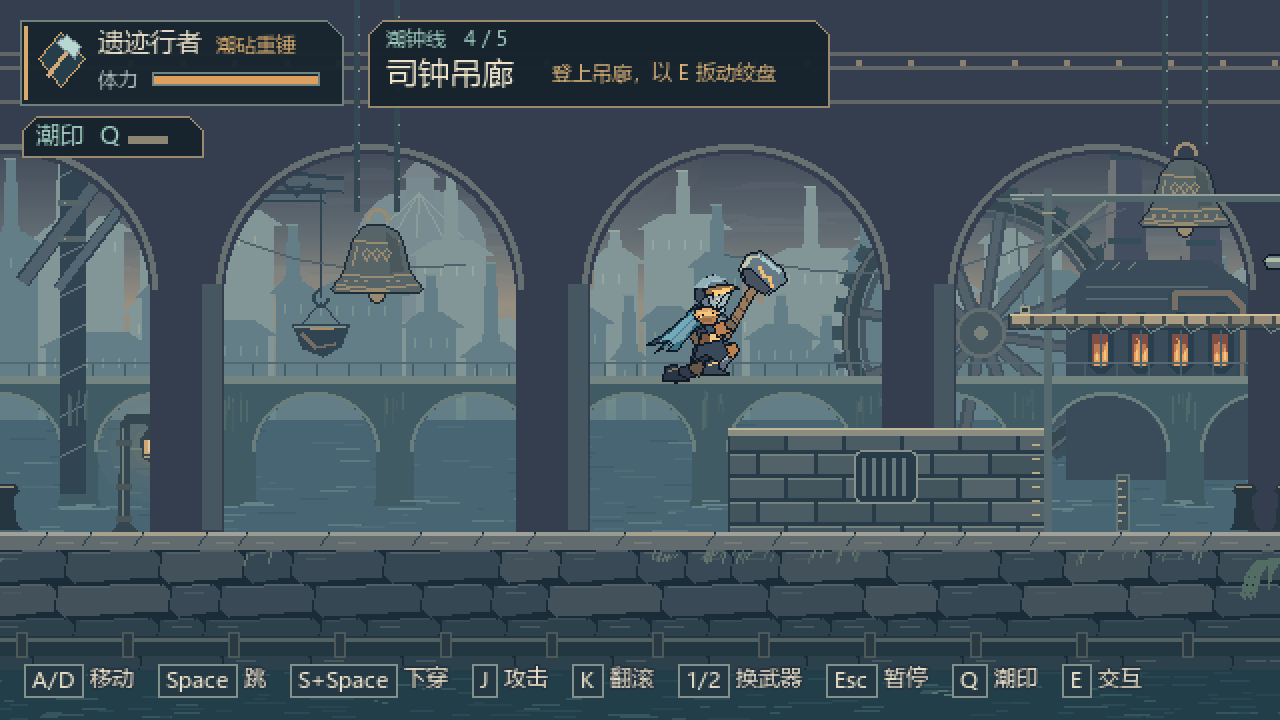 遗迹行者 潮砧重锤
体力
潮印 Q
潮钟线 4/5
司钟吊廊 登上吊廊，以 E 扳动绞盘
A/D 移动 Space 跳 S+Space 下穿 J 攻击 K 翻滚 1/2 换武器 Esc 暂停 Q 潮印 E 交互